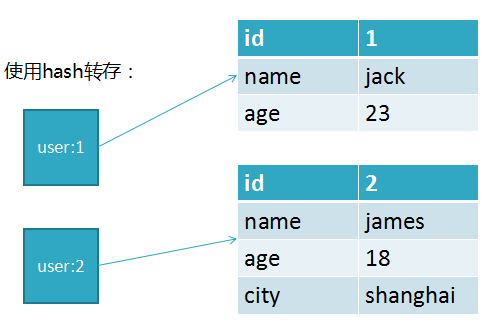 使用hash转存：
user:1
id 1
name jack
age 23
user:2
id 2
name james
age 18
city shanghai